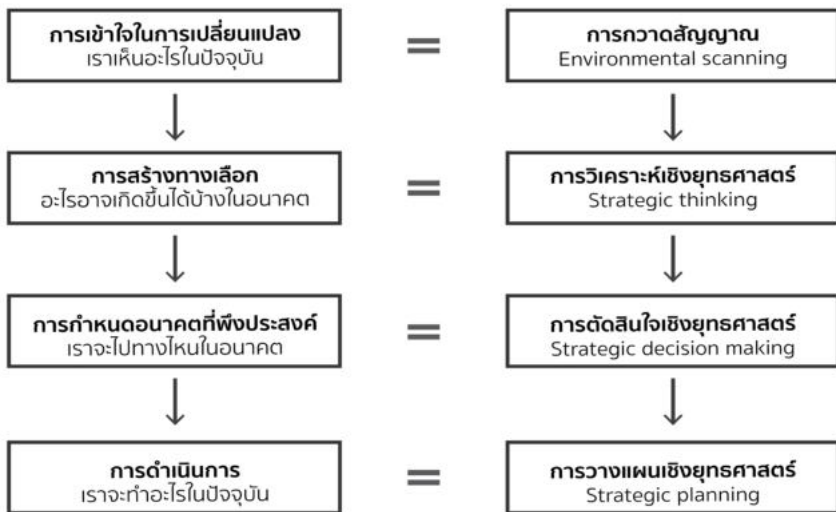 การเข้าใจในการเปลี่ยนแปลง
เราเห็นอะไรในปัจจุบัน
=
การกวาดสัญญาณ
Environmental scanning
การสร้างทางเลือก
อะไรอาจเกิดขึ้นได้บ้างในอนาคต
=
การวิเคราะห์เชิงยุทธศาสตร์
Strategic thinking
การกำหนดอนาคตที่พึงประสงค์
เราจะไปทางไหนในอนาคต
=
การตัดสินใจเชิงยุทธศาสตร์
Strategic decision making
การดำเนินการ
เราจะทำอะไรในปัจจุบัน
=
การวางแผนเชิงยุทธศาสตร์
Strategic planning